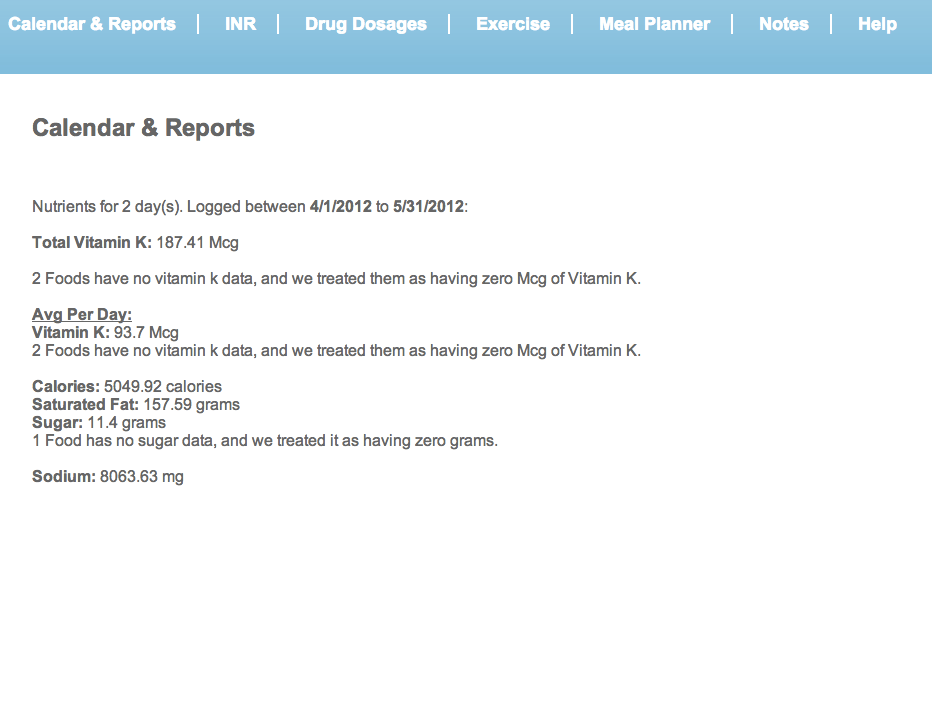 Calendar & Reports | INR | Drug Dosages | Exercise | Meal Planner | Notes | Help
Calendar & Reports
Nutrients for 2 day(s). Logged between 4/1/2012 to 5/31/2012:
Total Vitamin K: 187.41 Mcg
2 Foods have no vitamin k data, and we treated them as having zero Mcg of Vitamin K.
Avg Per Day:
Vitamin K: 93.7 Mcg
2 Foods have no vitamin k data, and we treated them as having zero Mcg of Vitamin K.
Calories: 5049.92 calories
Saturated Fat: 157.59 grams
Sugar: 11.4 grams
1 Food has no sugar data, and we treated it as having zero grams.
Sodium: 8063.63 mg